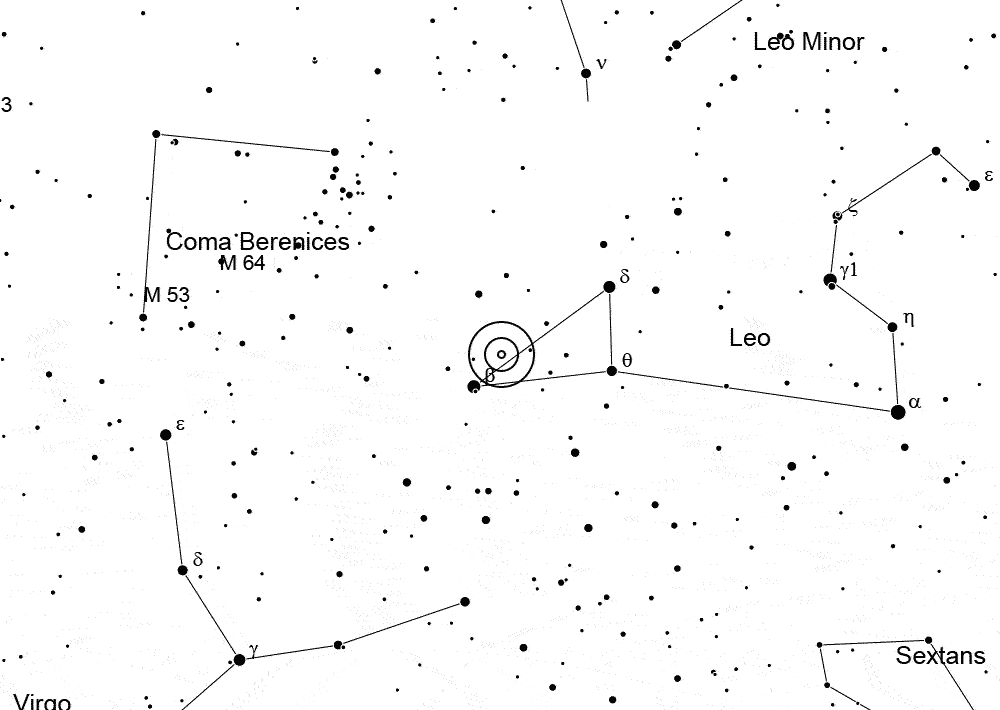 ν
Leo Minor
3
ε
ζ
Coma Berenices
M 64
γ1
δ
M 53
η
Leo
θ
β
α
ε
δ
γ
Sextans
Virgo